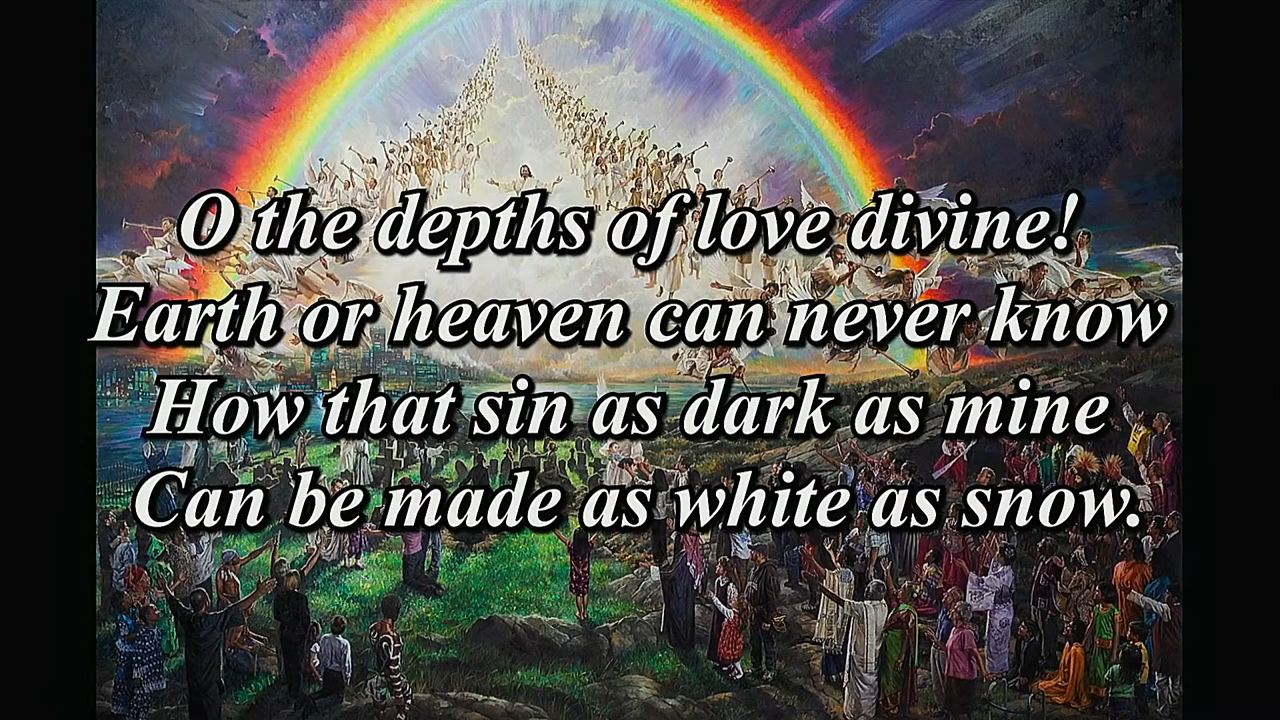 O the depths of love divine!
Earth or heaven can never know
How that sin as dark as mine
Can be made as white as snow.